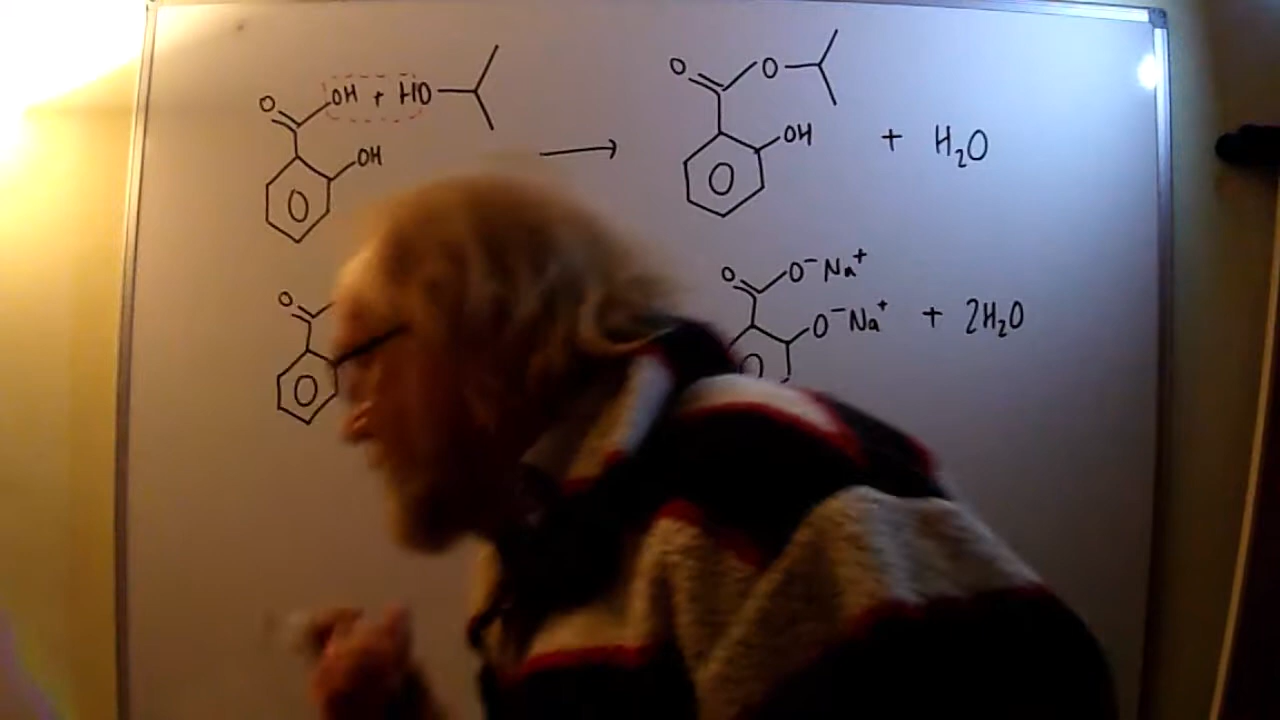 O OH + HO OH → O O OH + H₂O
O O O⁻Na⁺ O⁻Na⁺ + 2H₂O